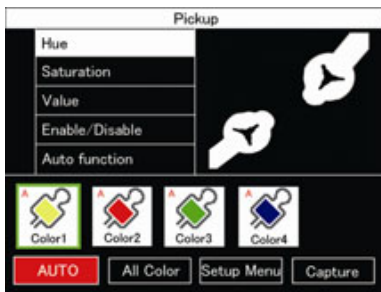 Pickup
Hue
Saturation
Value
Enable/Disable
Auto function
A A A A
Color1 Color2 Color3 Color4
AUTO All Color Setup Menu Capture